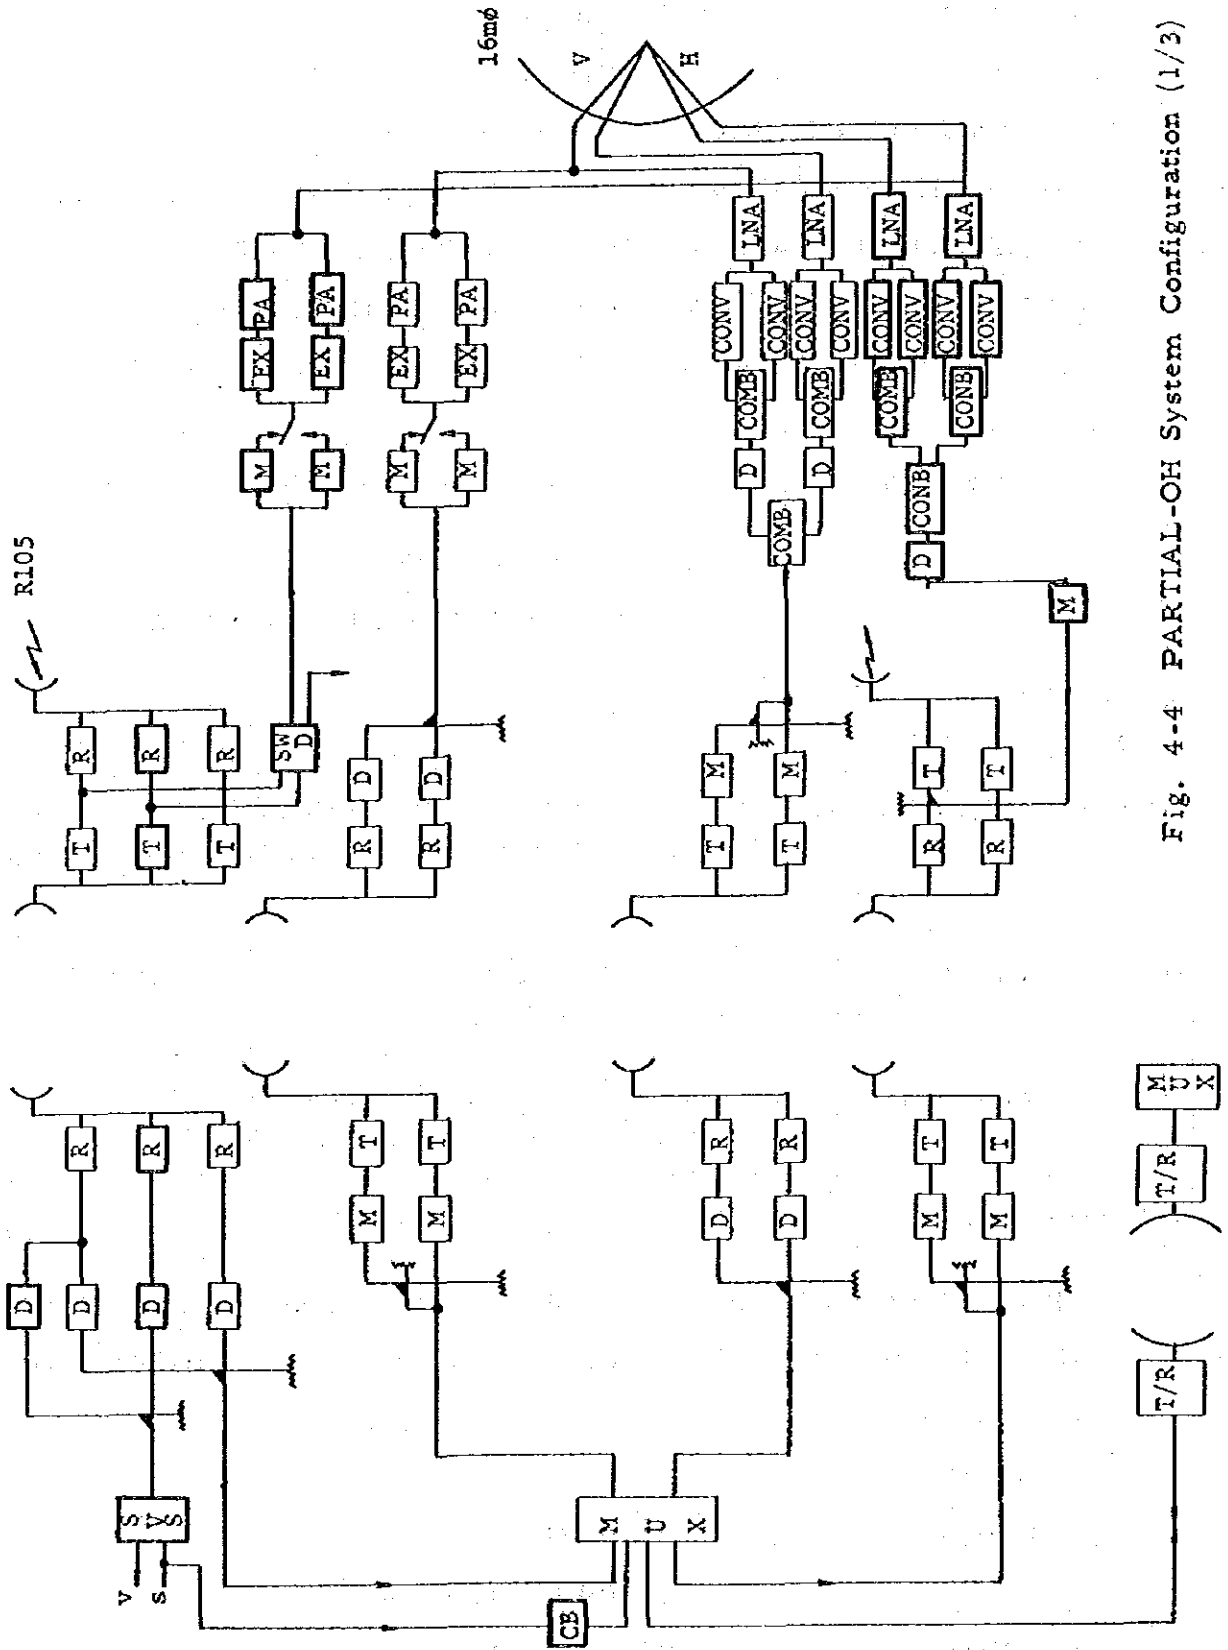 R105
D
D R T R
v
s
S
V
S
D R T R
D R T R
SW
D
M EX PA
M EX PA
M T R D
M EX PA
M T R D
M EX PA
16mø
V
H
CB
M
U
X
D R T M
CONV
D COMB LNA
CONV
D R T M COMB
CONV
D COMB LNA
CONV
CONV
COMB LNA
CONV
M T R T D CONB
CONV
CONB LNA
CONV
M T R T
M
T/R T/R
M
U
X
Fig. 4-4 PARTIAL-OH System Configuration (1/3)